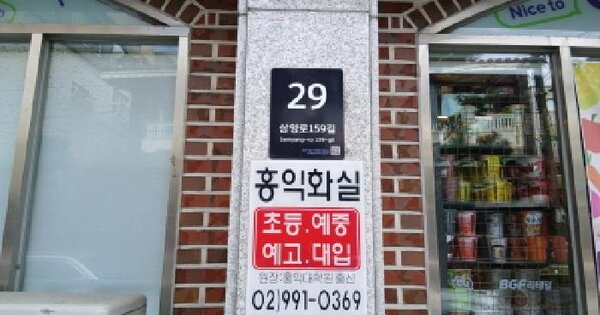 Nice to
29
삼양로159길
Samyang-ro 159-gil
홍익화실
초등.예중
예고.대입
원장:홍익대학원출신
02)991-0369
BGF리테일